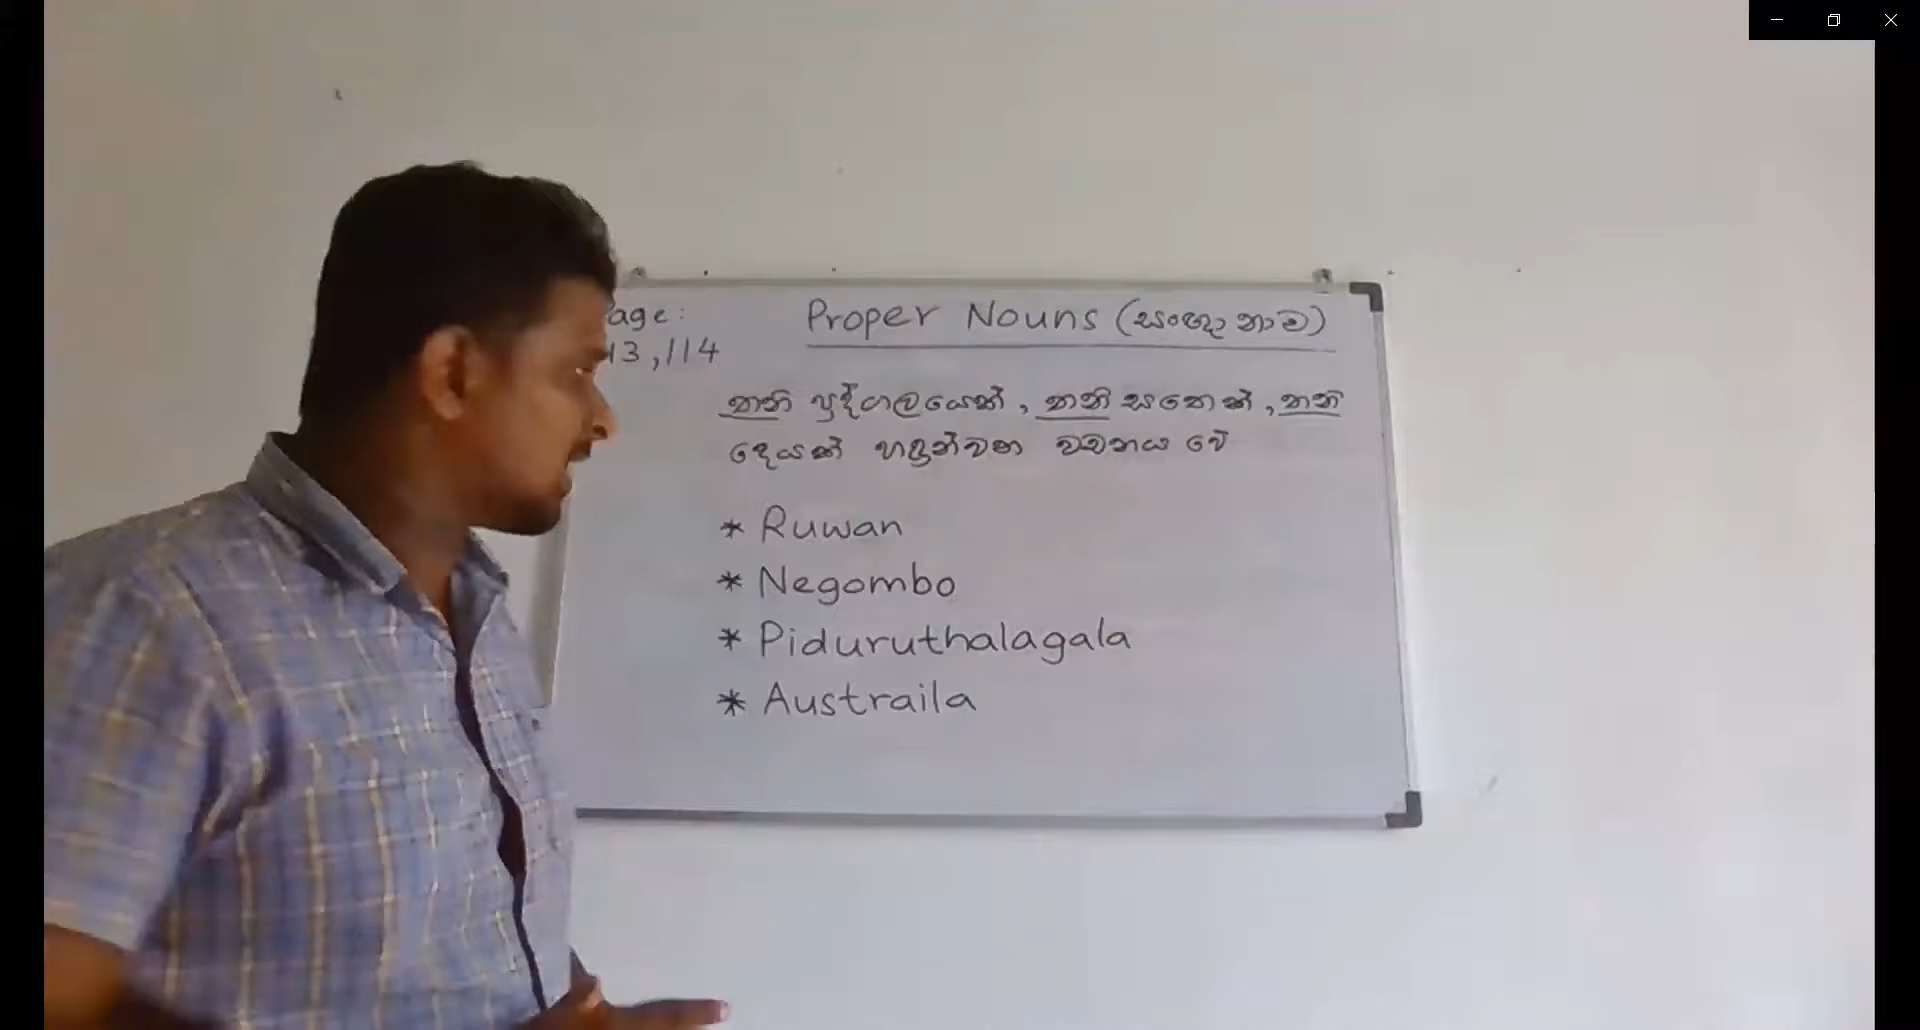 age:
13,114
Proper Nouns (සංඥා නාම)
තනි පුද්ගලයෙක්, තනි සතෙක්, තනි
දෙයක් හඳුන්වන වචනය වේ
* Ruwan
* Negombo
* Piduruthalagala
* Austraila